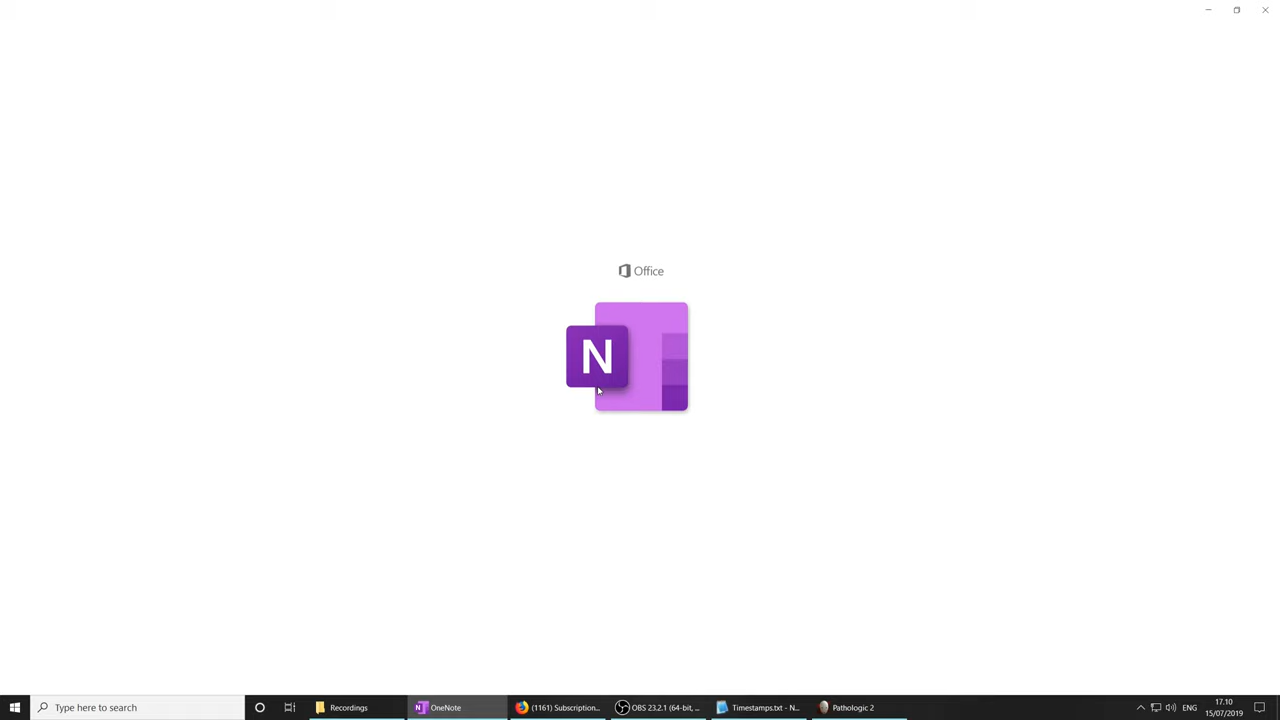 Office
N
Type here to search
Recordings
OneNote
(1161) Subscription...
OBS 23.2.1 (64-bit, ...
Timestamps.txt - N...
Pathologic 2
ENG
17.10
15/07/2019